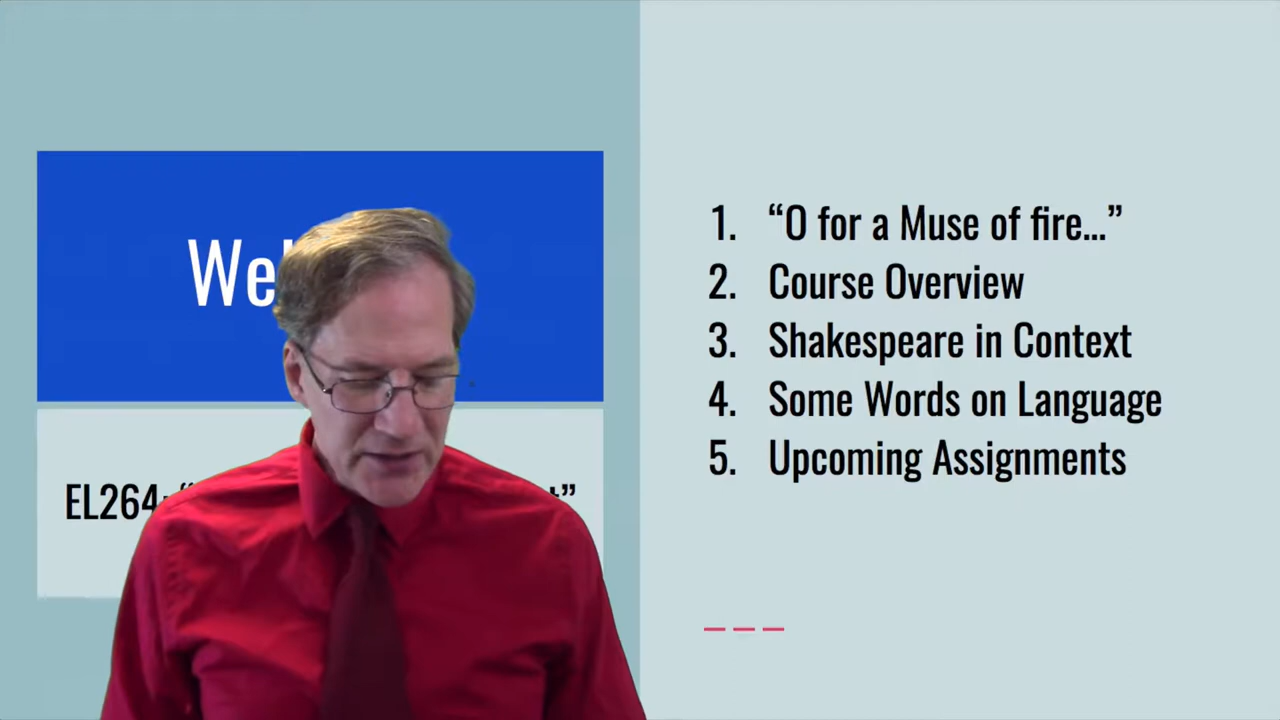 EL264
”
1. “O for a Muse of fire...”
2. Course Overview
3. Shakespeare in Context
4. Some Words on Language
5. Upcoming Assignments